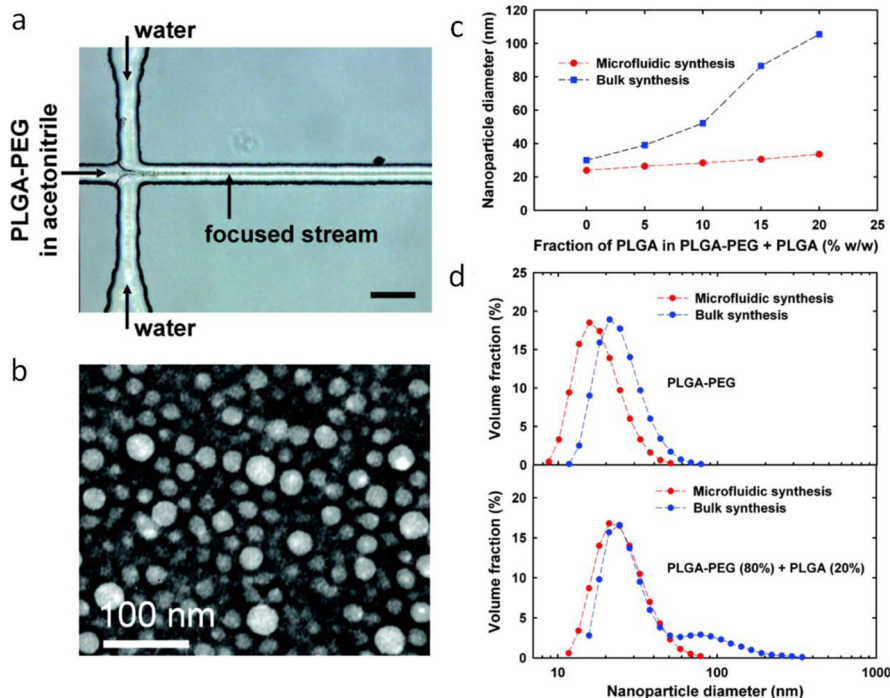 a
water
PLGA-PEG
in acetonitrile
focused stream
water
b
100 nm
c
Nanoparticle diameter (nm)
120
100
80
60
40
20
0
Microfluidic synthesis
Bulk synthesis
0 5 10 15 20 25
Fraction of PLGA in PLGA-PEG + PLGA (% w/w)
d
Volume fraction (%)
25
20
15
10
5
0
Microfluidic synthesis
Bulk synthesis
PLGA-PEG
Volume fraction (%)
20
15
10
5
0
Microfluidic synthesis
Bulk synthesis
PLGA-PEG (80%) + PLGA (20%)
10 100 1000
Nanoparticle diameter (nm)